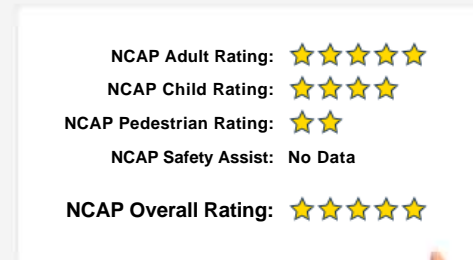 NCAP Adult Rating:
NCAP Child Rating:
NCAP Pedestrian Rating:
NCAP Safety Assist: No Data
NCAP Overall Rating: